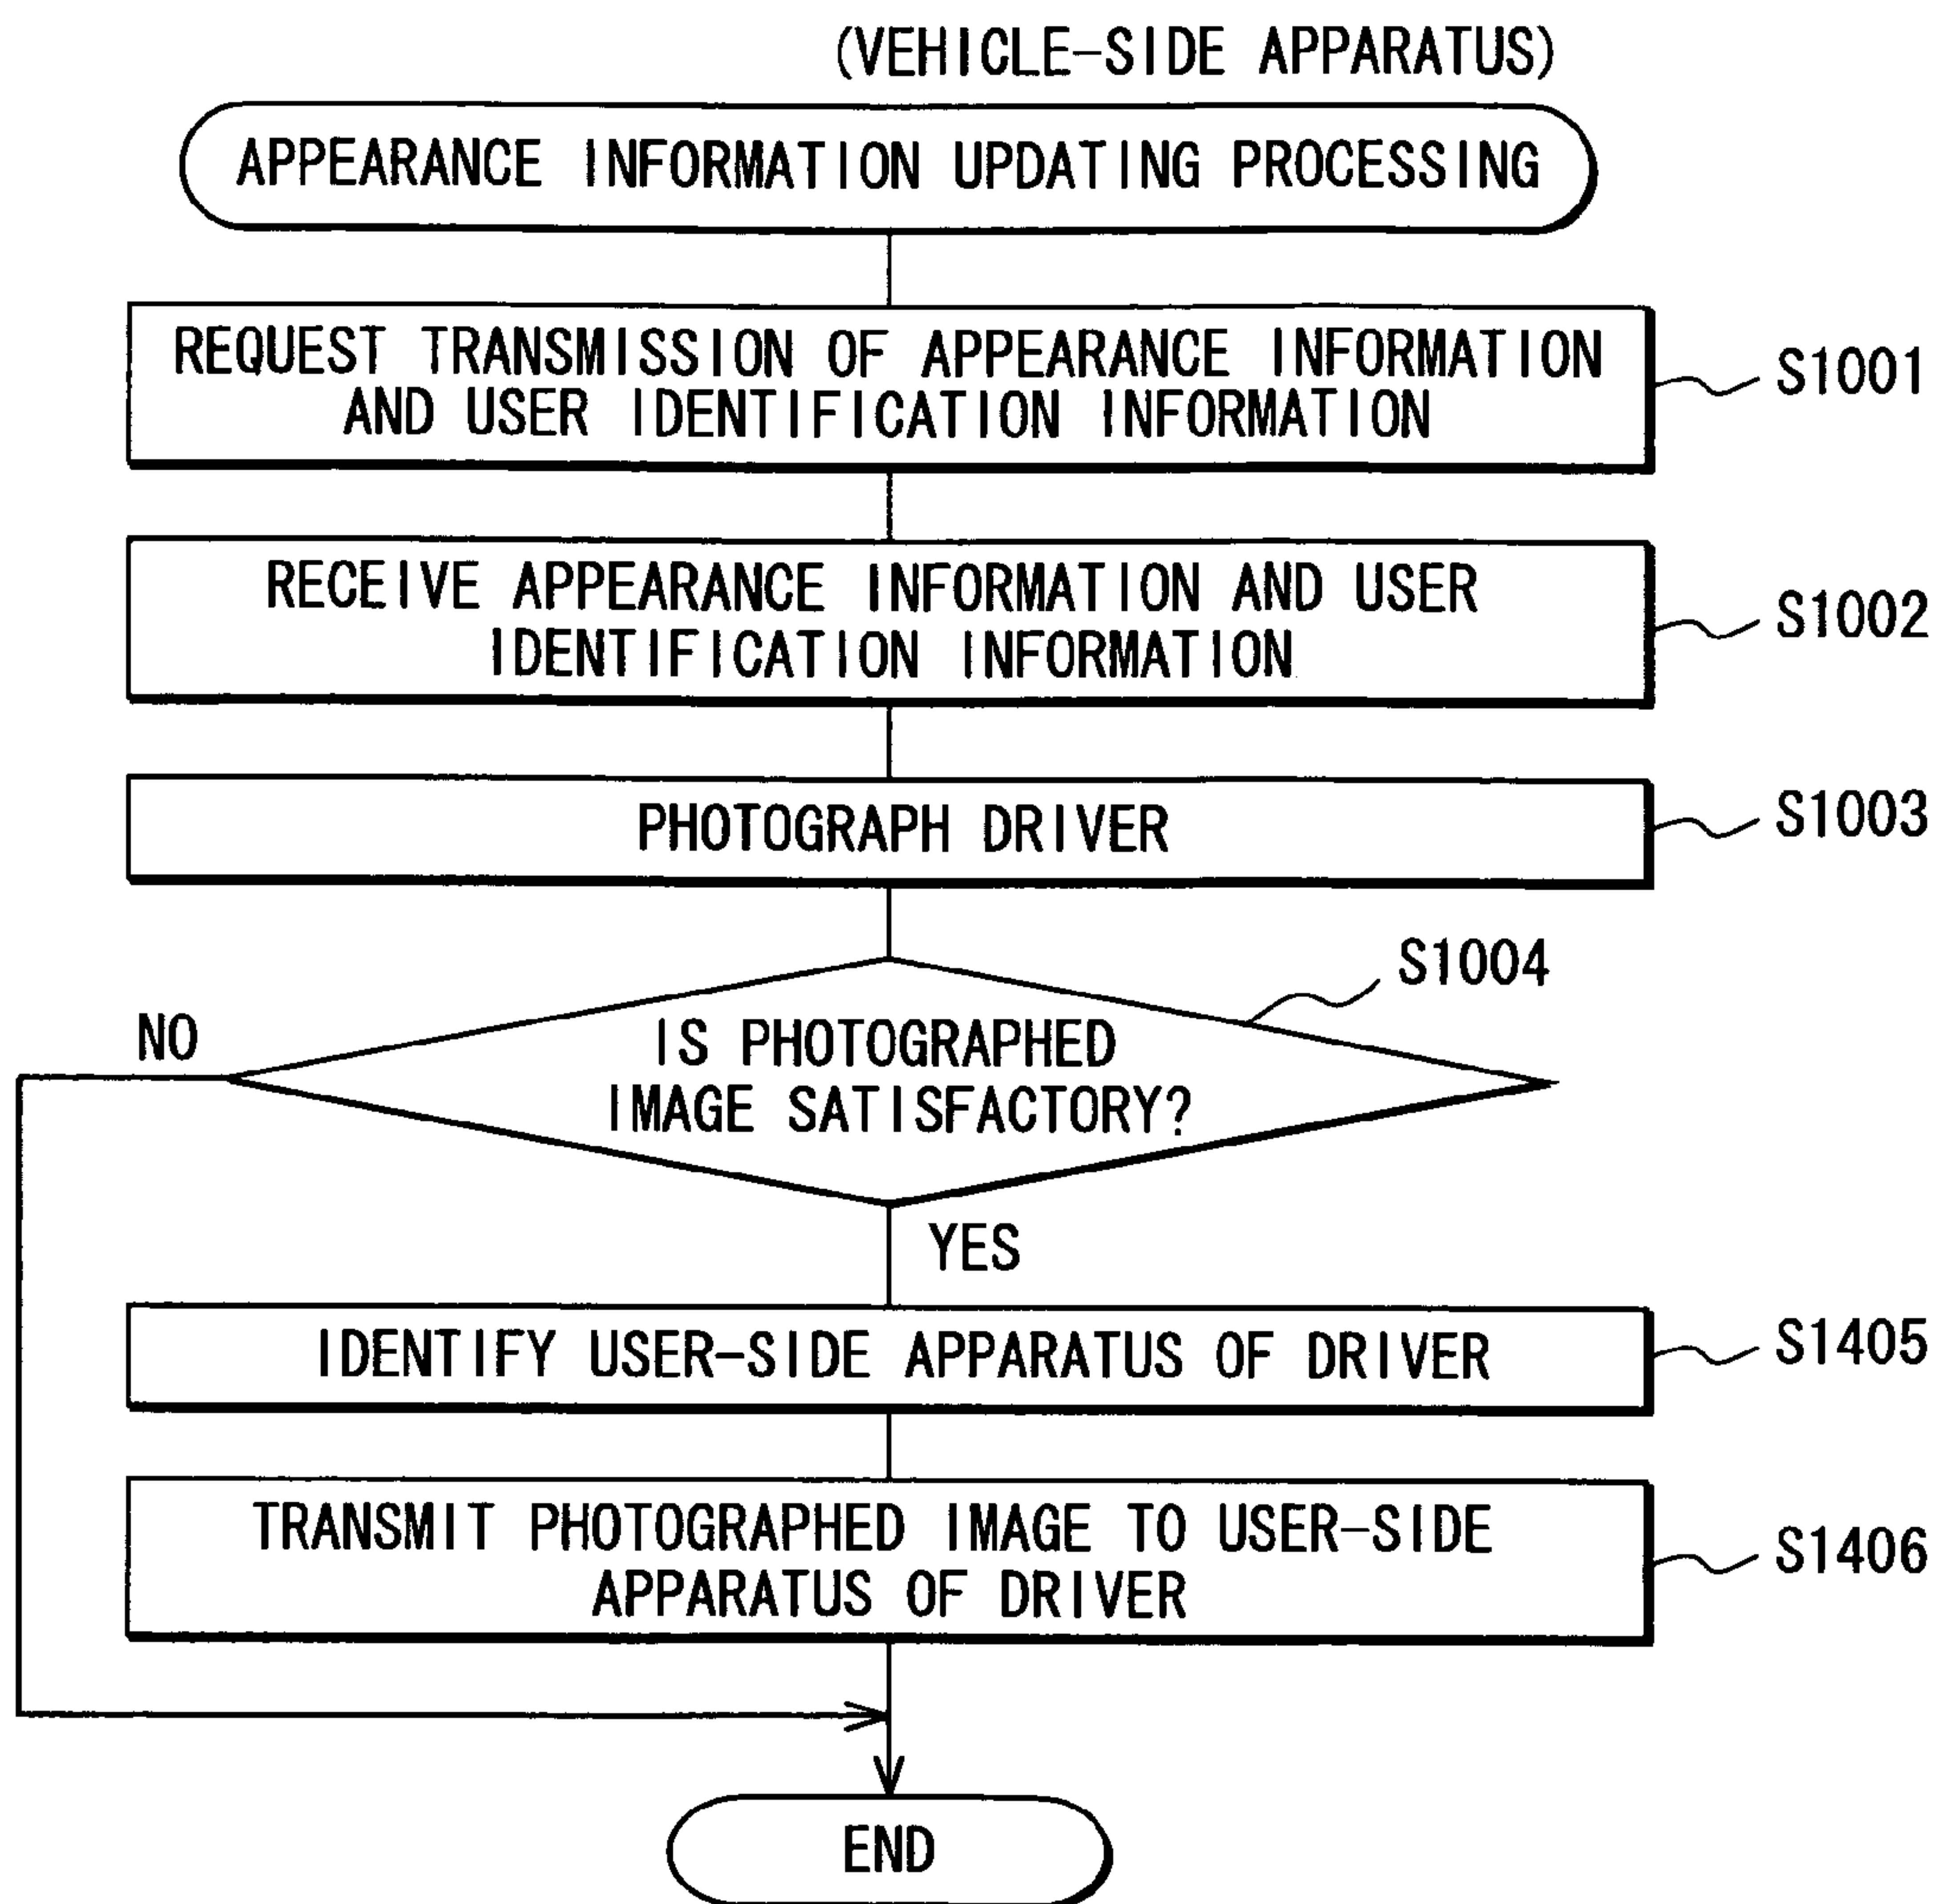 (VEHICLE-SIDE APPARATUS)
APPEARANCE INFORMATION UPDATING PROCESSING
REQUEST TRANSMISSION OF APPEARANCE INFORMATION
AND USER IDENTIFICATION INFORMATION
S1001
RECEIVE APPEARANCE INFORMATION AND USER
IDENTIFICATION INFORMATION
S1002
PHOTOGRAPH DRIVER
S1003
S1004
NO
IS PHOTOGRAPHED
IMAGE SATISFACTORY?
YES
IDENTIFY USER-SIDE APPARATUS OF DRIVER
S1405
TRANSMIT PHOTOGRAPHED IMAGE TO USER-SIDE
APPARATUS OF DRIVER
S1406
END